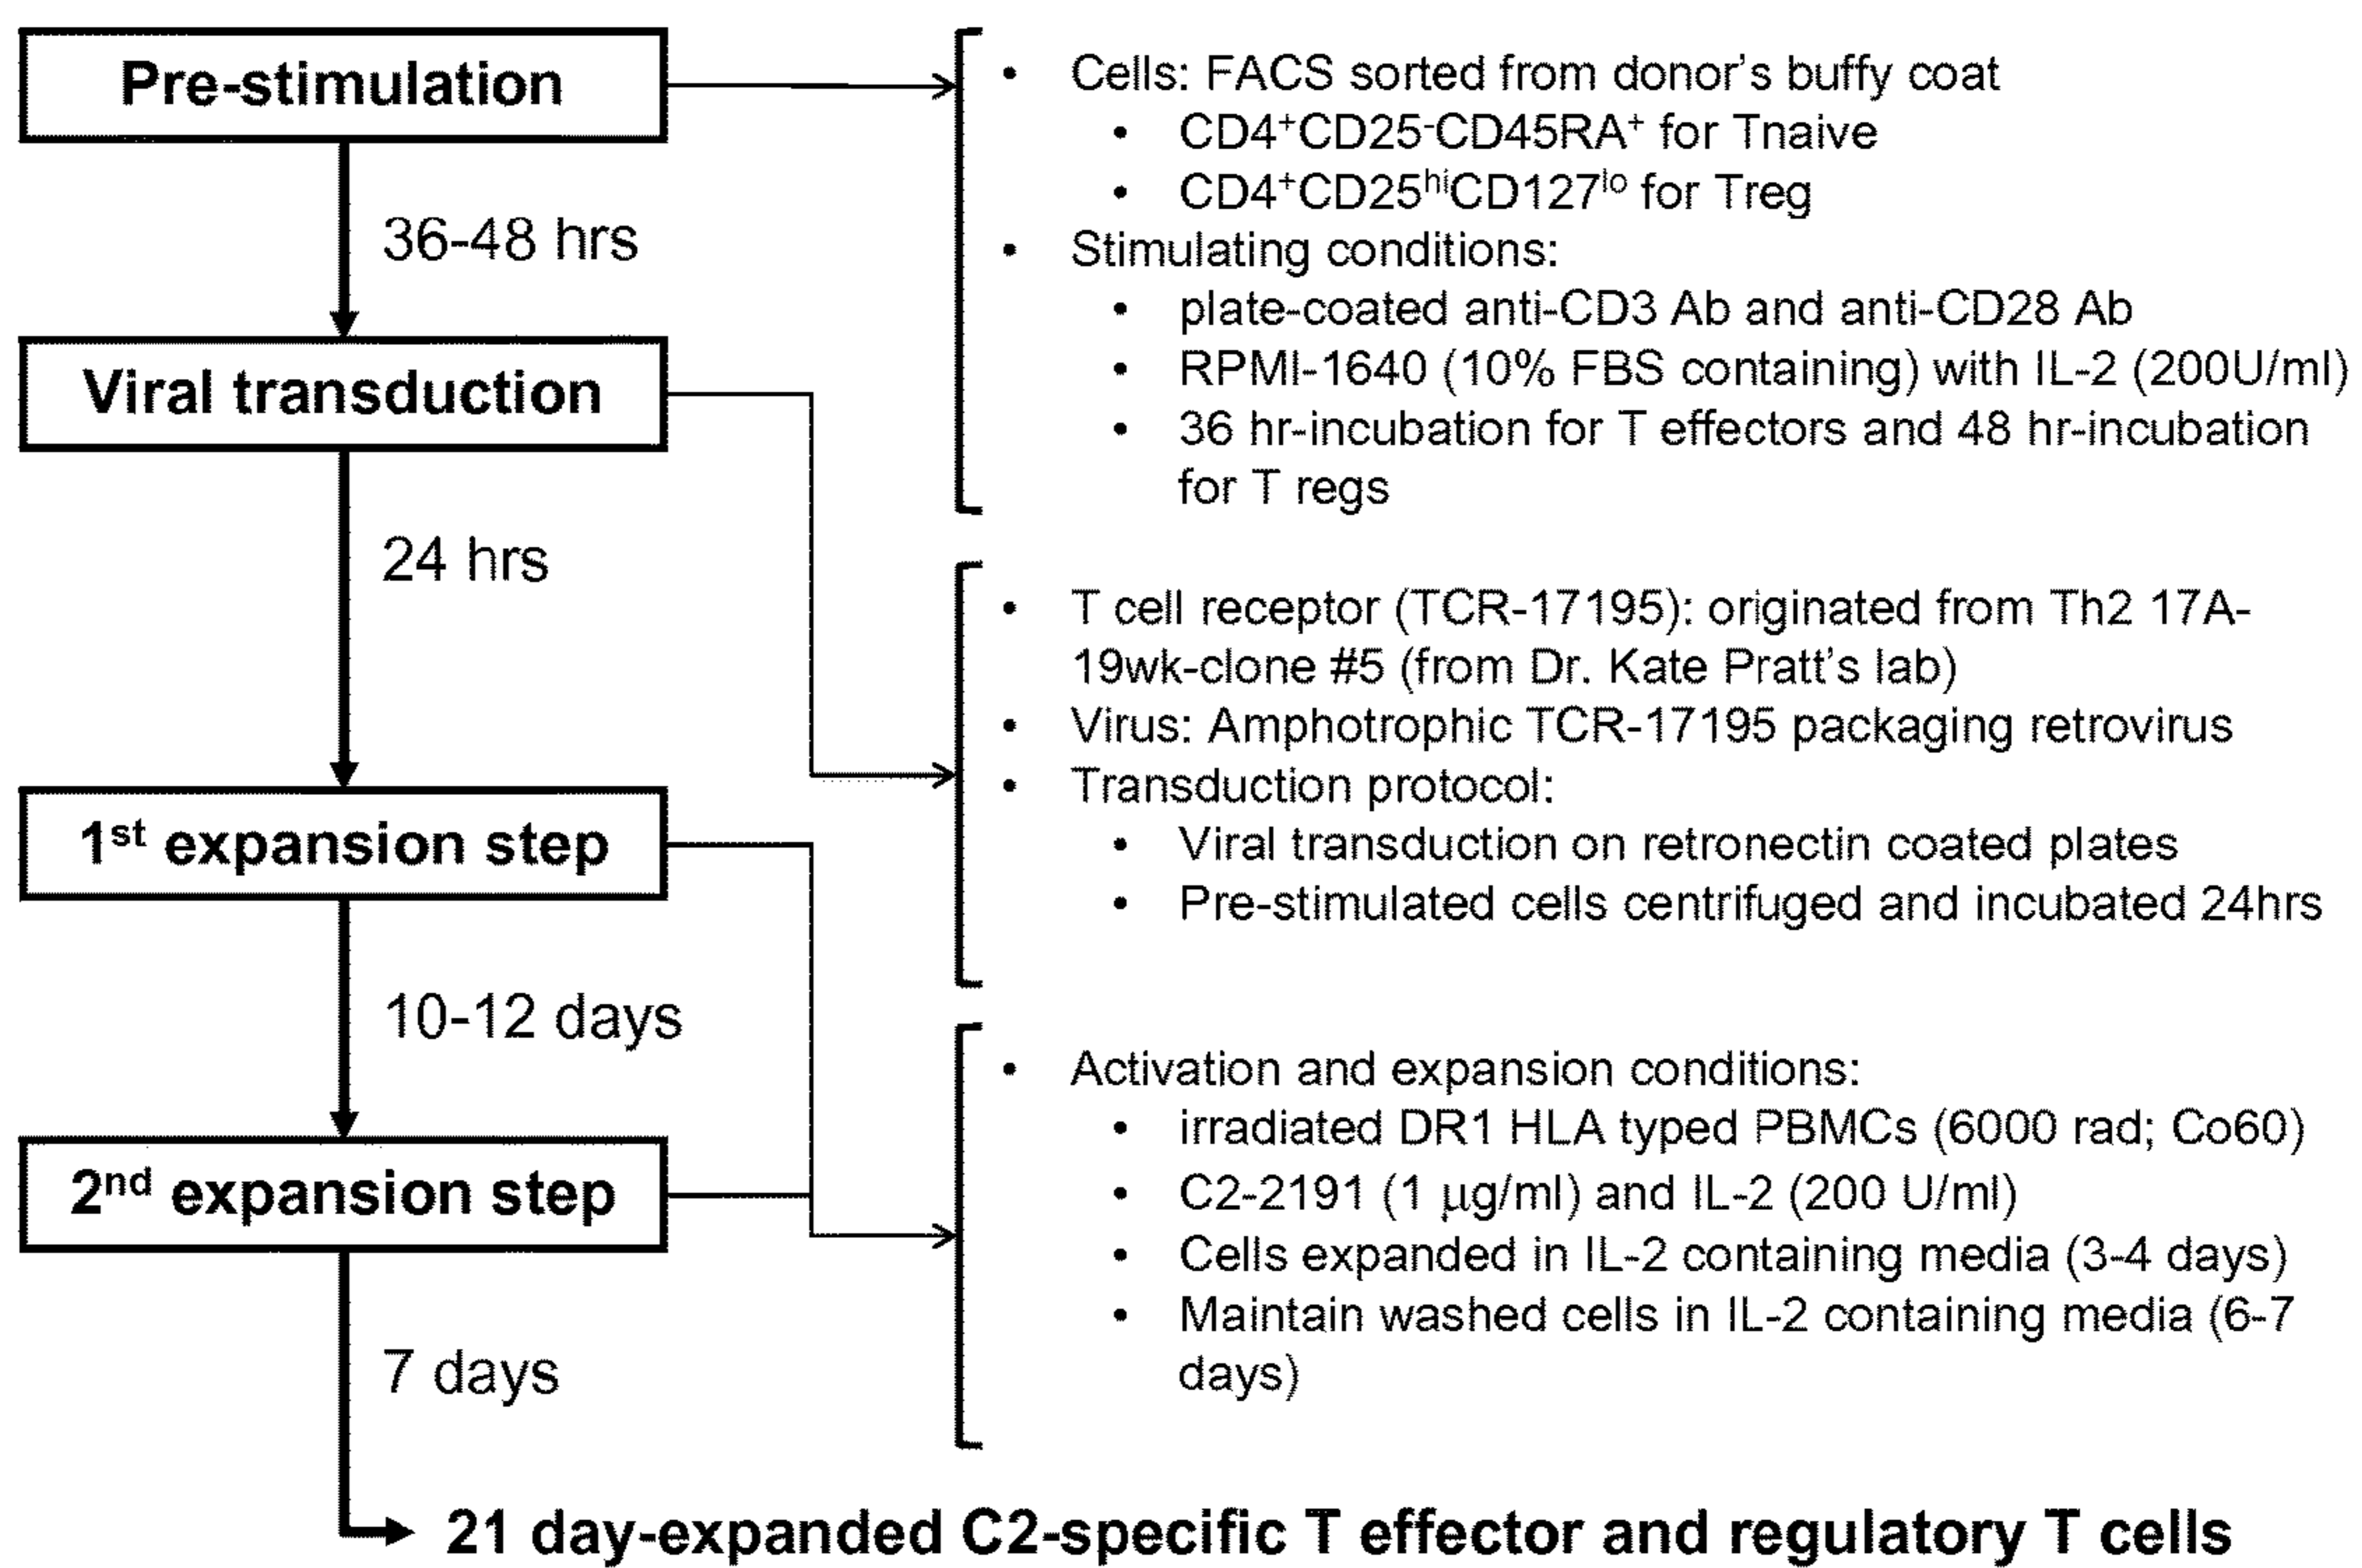 Pre-stimulation
36-48 hrs
Viral transduction
24 hrs
1st expansion step
10-12 days
2nd expansion step
7 days
• Cells: FACS sorted from donor's buffy coat
• CD4⁺CD25⁻CD45RA⁺ for Tnaive
• CD4⁺CD25ʰⁱCD127ˡᵒ for Treg
• Stimulating conditions:
• plate-coated anti-CD3 Ab and anti-CD28 Ab
• RPMI-1640 (10% FBS containing) with IL-2 (200U/ml)
• 36 hr-incubation for T effectors and 48 hr-incubation
for T regs
• T cell receptor (TCR-17195): originated from Th2 17A-
19wk-clone #5 (from Dr. Kate Pratt's lab)
• Virus: Amphotrophic TCR-17195 packaging retrovirus
• Transduction protocol:
• Viral transduction on retronectin coated plates
• Pre-stimulated cells centrifuged and incubated 24hrs
• Activation and expansion conditions:
• irradiated DR1 HLA typed PBMCs (6000 rad; Co60)
• C2-2191 (1 μg/ml) and IL-2 (200 U/ml)
• Cells expanded in IL-2 containing media (3-4 days)
• Maintain washed cells in IL-2 containing media (6-7
days)
21 day-expanded C2-specific T effector and regulatory T cells